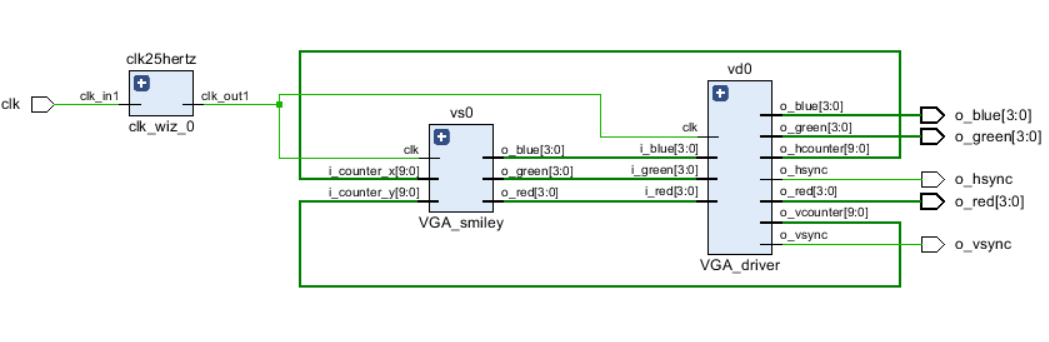 clk
clk25hertz
clk_in1
clk_out1
clk_wiz_0
vs0
clk
i_counter_x[9:0]
i_counter_y[9:0]
o_blue[3:0]
o_green[3:0]
o_red[3:0]
VGA_smiley
vd0
clk
i_blue[3:0]
i_green[3:0]
i_red[3:0]
o_blue[3:0]
o_green[3:0]
o_hcounter[9:0]
o_hsync
o_red[3:0]
o_vcounter[9:0]
o_vsync
VGA_driver
o_blue[3:0]
o_green[3:0]
o_hsync
o_red[3:0]
o_vsync